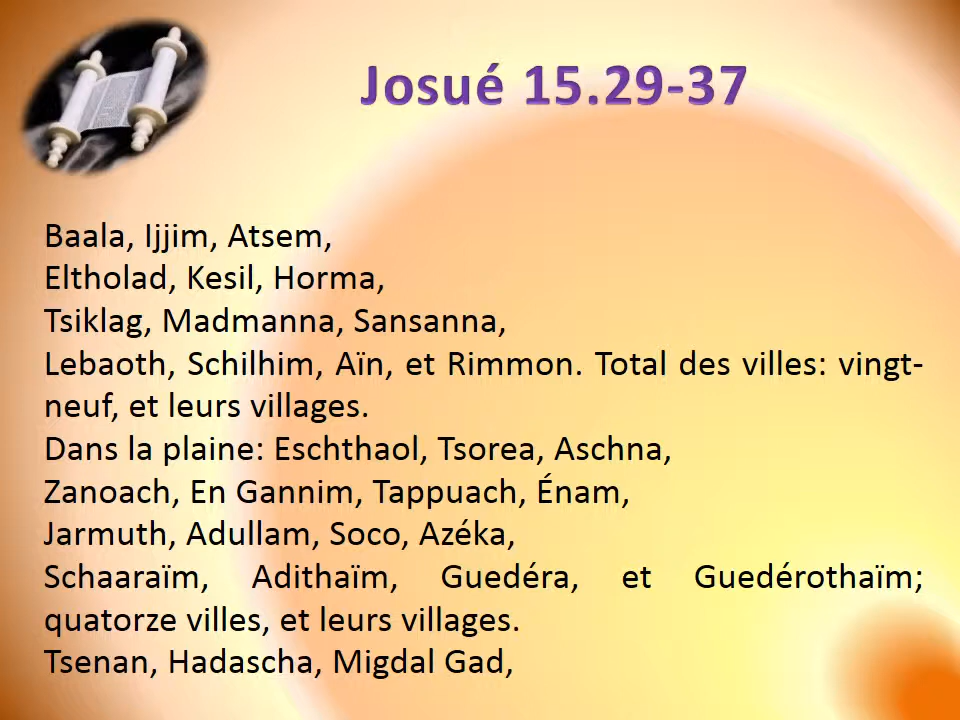 Josué 15.29-37
Baala, Ijjim, Atsem,
Eltholad, Kesil, Horma,
Tsiklag, Madmanna, Sansanna,
Lebaoth, Schilhim, Aïn, et Rimmon. Total des villes: vingt-
neuf, et leurs villages.
Dans la plaine: Eschthaol, Tsorea, Aschna,
Zanoach, En Gannim, Tappuach, Énam,
Jarmuth, Adullam, Soco, Azéka,
Schaaraïm, Adithaïm, Guedéra, et Guedérothaïm;
quatorze villes, et leurs villages.
Tsenan, Hadascha, Migdal Gad,